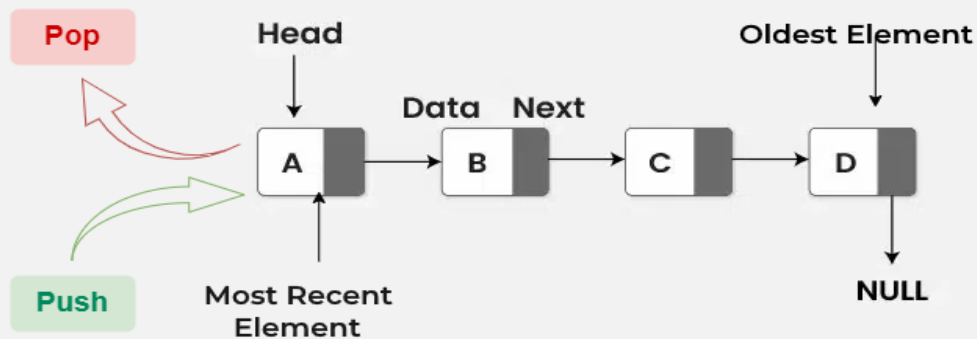 Pop
Head
Oldest Element
Data Next
A
B
C
D
Push
Most Recent
Element
NULL